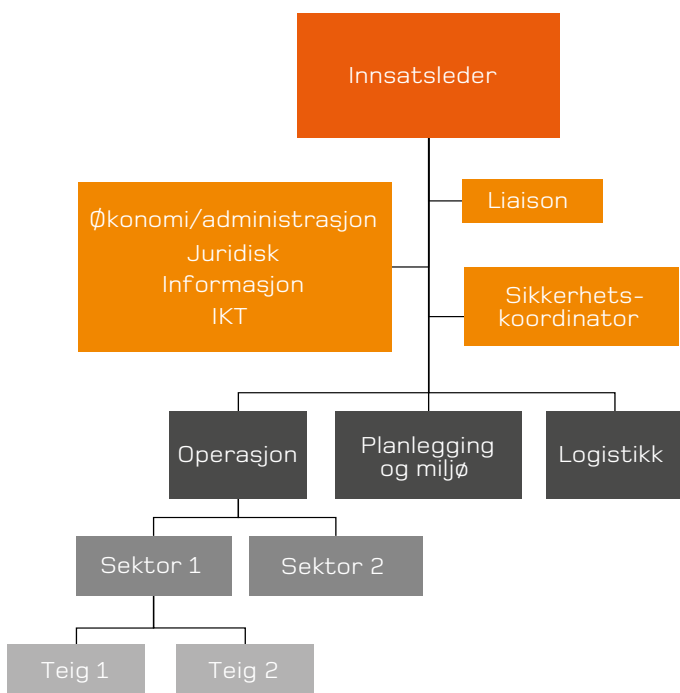 Innsatsleder
Økonomi/administrasjon
Juridisk
Informasjon
IKT
Liaison
Sikkerhets-
koordinator
Operasjon
Planlegging
og miljø
Logistikk
Sektor 1
Sektor 2
Teig 1
Teig 2